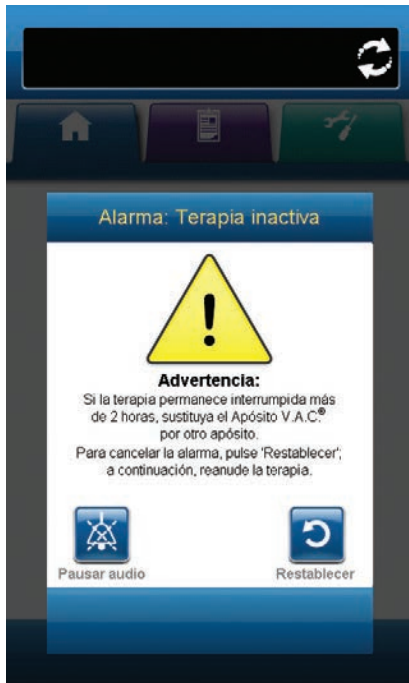 Alarma: Terapia inactiva
Advertencia:
Si la terapia permanece interrumpida más
de 2 horas, sustituya el Apósito V.A.C.®
por otro apósito.
Para cancelar la alarma, pulse 'Restablecer';
a continuación, reanude la terapia.
Pausar audio
Restablecer